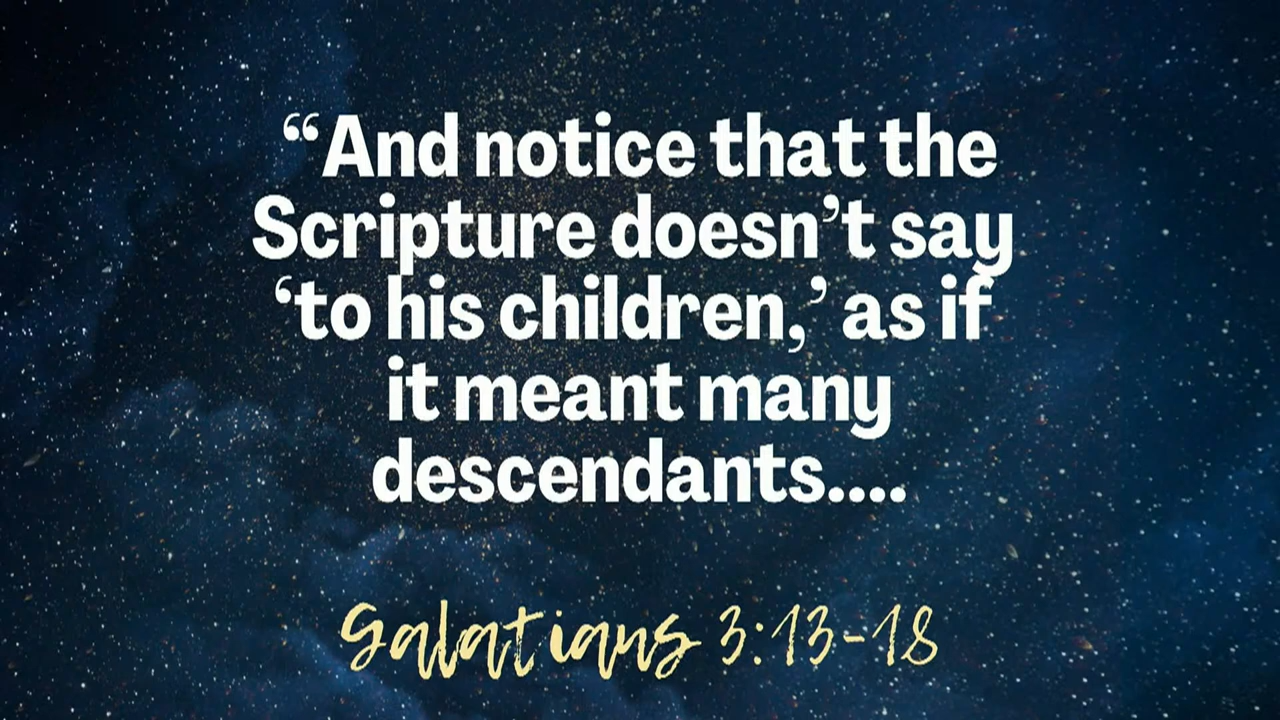 “And notice that the
Scripture doesn’t say
‘to his children,’ as if
it meant many
descendants....
Galatians 3:13-18